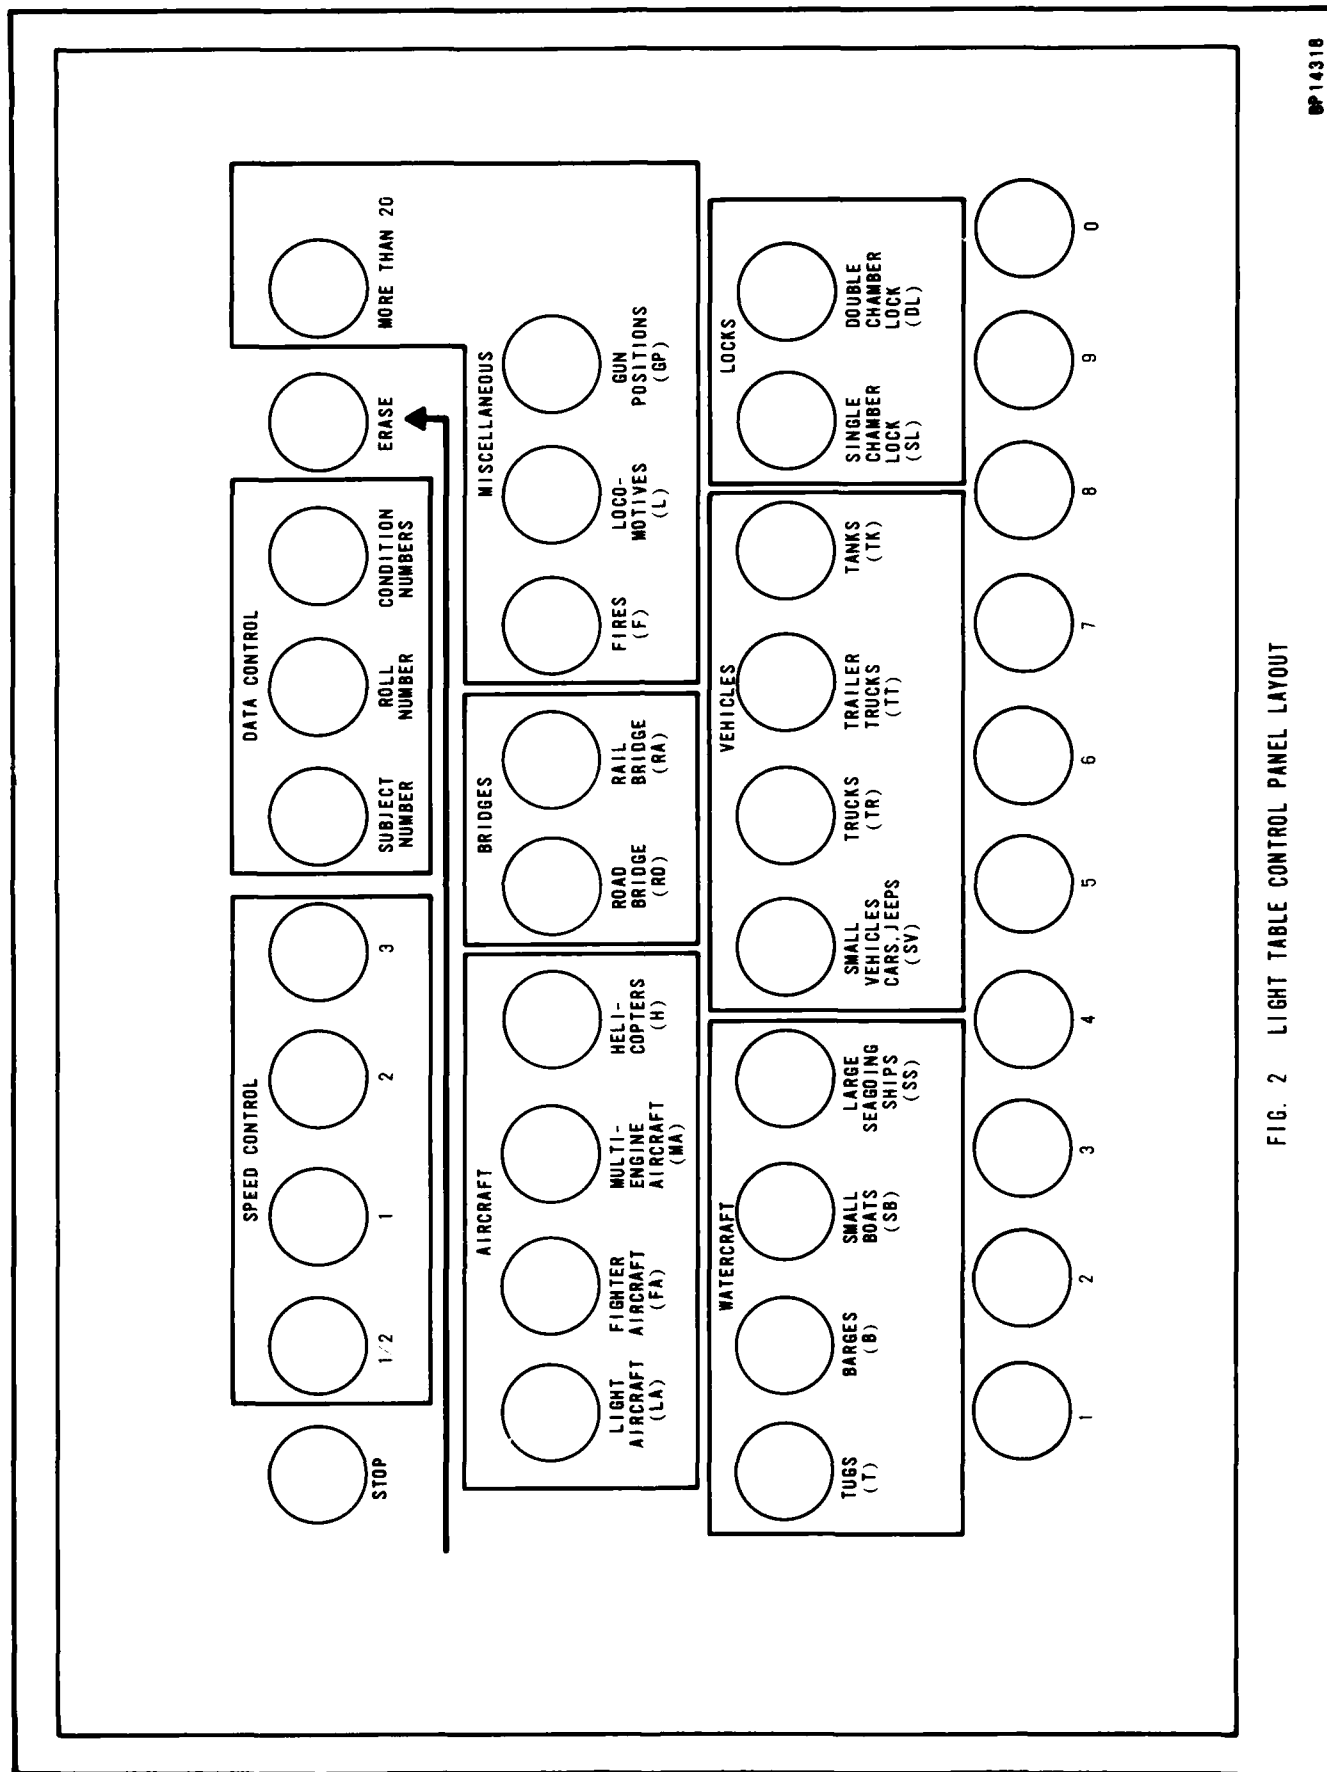 SPEED CONTROL
DATA CONTROL
STOP
1/2
1
2
3
SUBJECT
NUMBER
ROLL
NUMBER
CONDITION
NUMBERS
ERASE
MORE THAN 20
AIRCRAFT
LIGHT
AIRCRAFT
(LA)
FIGHTER
AIRCRAFT
(FA)
MULTI-
ENGINE
AIRCRAFT
(MA)
HELI-
COPTERS
(H)
BRIDGES
ROAD
BRIDGE
(RD)
RAIL
BRIDGE
(RA)
MISCELLANEOUS
FIRES
(F)
LOCO-
MOTIVES
(L)
GUN
POSITIONS
(GP)
WATERCRAFT
TUGS
(T)
BARGES
(B)
SMALL
BOATS
(SB)
LARGE
SEAGOING
SHIPS
(SS)
VEHICLES
SMALL
VEHICLES
CARS, JEEPS
(SV)
TRUCKS
(TR)
TRAILER
TRUCKS
(TT)
TANKS
(TK)
LOCKS
SINGLE
CHAMBER
LOCK
(SL)
DOUBLE
CHAMBER
LOCK
(DL)
1
2
3
4
5
6
7
8
9
0
FIG. 2 LIGHT TABLE CONTROL PANEL LAYOUT
BP14318